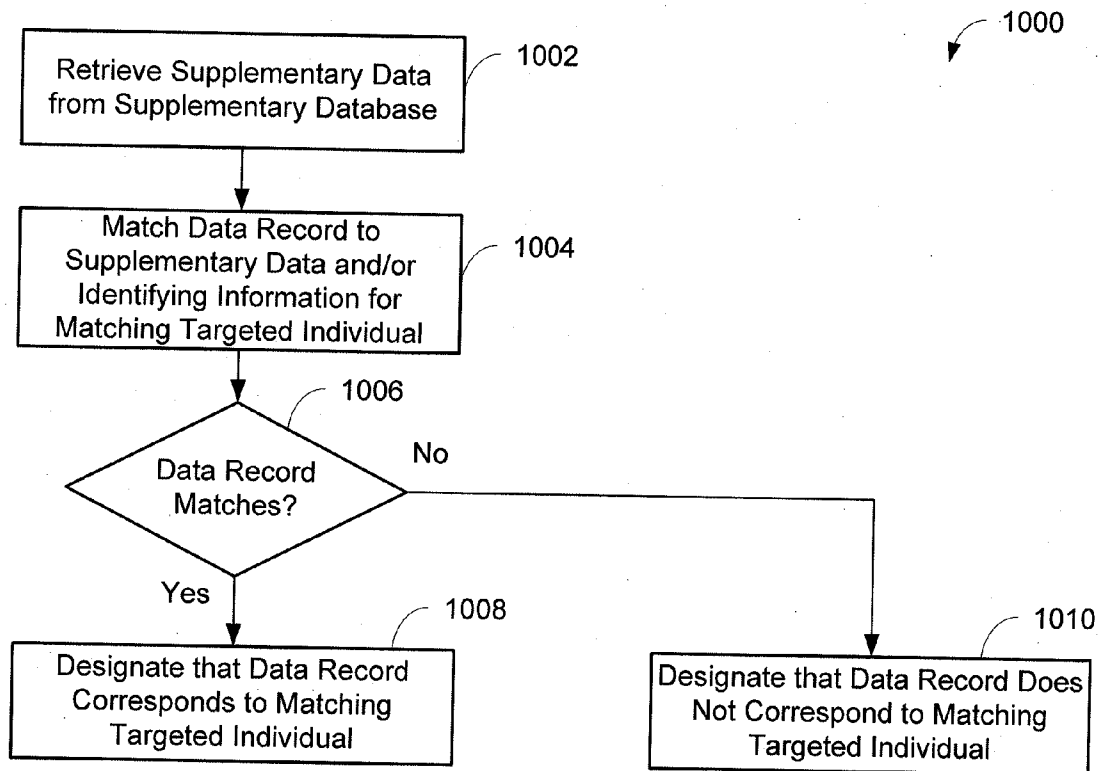 1000
1002
Retrieve Supplementary Data
from Supplementary Database
Match Data Record to
Supplementary Data and/or
Identifying Information for
Matching Targeted Individual
1004
1006
Data Record
Matches?
No
Yes
1008
Designate that Data Record
Corresponds to Matching
Targeted Individual
1010
Designate that Data Record Does
Not Correspond to Matching
Targeted Individual